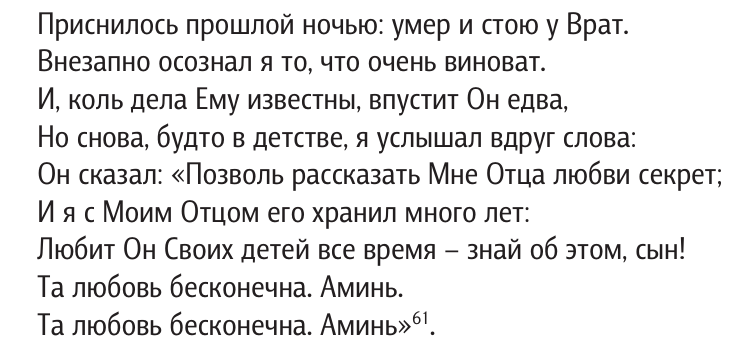 Приснилось прошлой ночью: умер и стою у Врат.
Внезапно осознал я то, что очень виноват.
И, коль дела Ему известны, впустит Он едва,
Но снова, будто в детстве, я услышал вдруг слова:
Он сказал: «Позволь рассказать Мне Отца любви секрет;
И я с Моим Отцом его хранил много лет:
Любит Он Своих детей все время – знай об этом, сын!
Та любовь бесконечна. Аминь.
Та любовь бесконечна. Аминь»⁶¹.